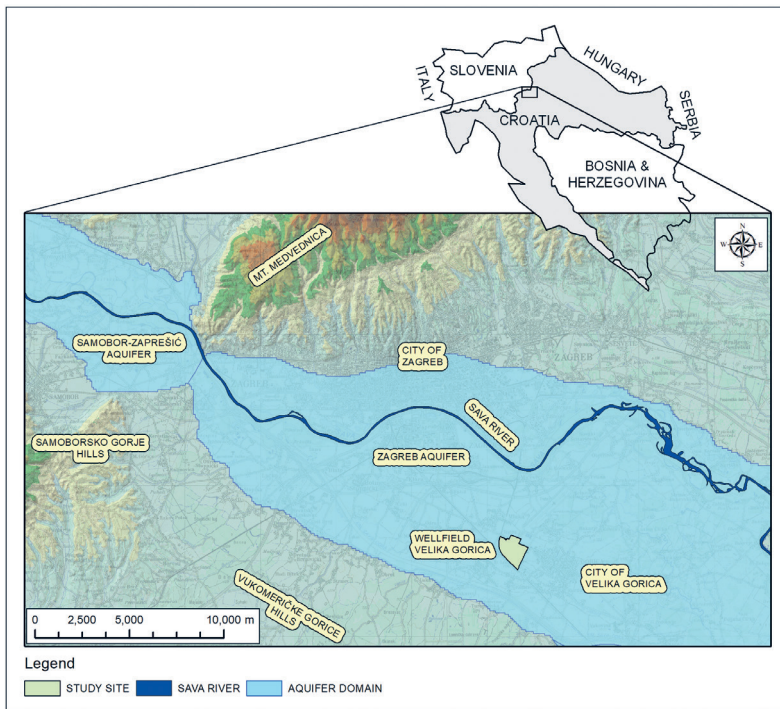 HUNGARY
SLOVENIA
ITALY
SERBIA
CROATIA
BOSNIA &
HERZEGOVINA
N
W E
S
MT. MEDVEDNICA
SAMOBOR-ZAPREŠIĆ
AQUIFER
CITY OF
ZAGREB
ZAGREB
SAVA RIVER
SAMOBORSKO GORJE
HILLS
ZAGREB AQUIFER
WELLFIELD
VELIKA GORICA
CITY OF
VELIKA GORICA
VUKOMERIČKE GORICE
HILLS
0 2,500 5,000 10,000 m
Legend
STUDY SITE SAVA RIVER AQUIFER DOMAIN